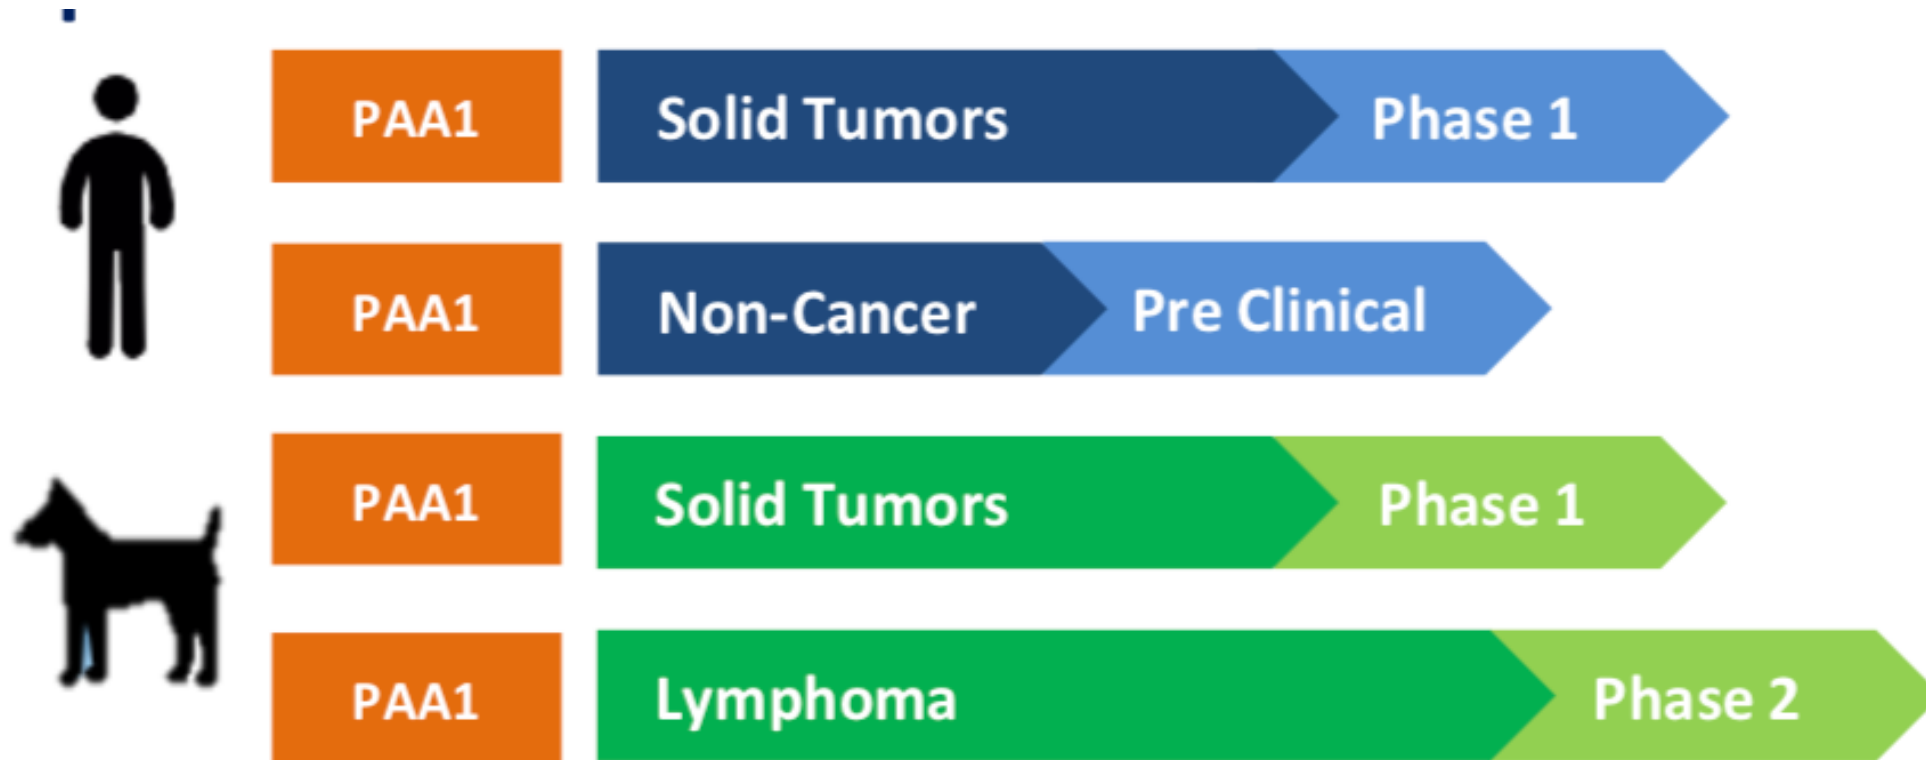 PAA1 Solid Tumors Phase 1
PAA1 Non-Cancer Pre Clinical
PAA1 Solid Tumors Phase 1
PAA1 Lymphoma Phase 2